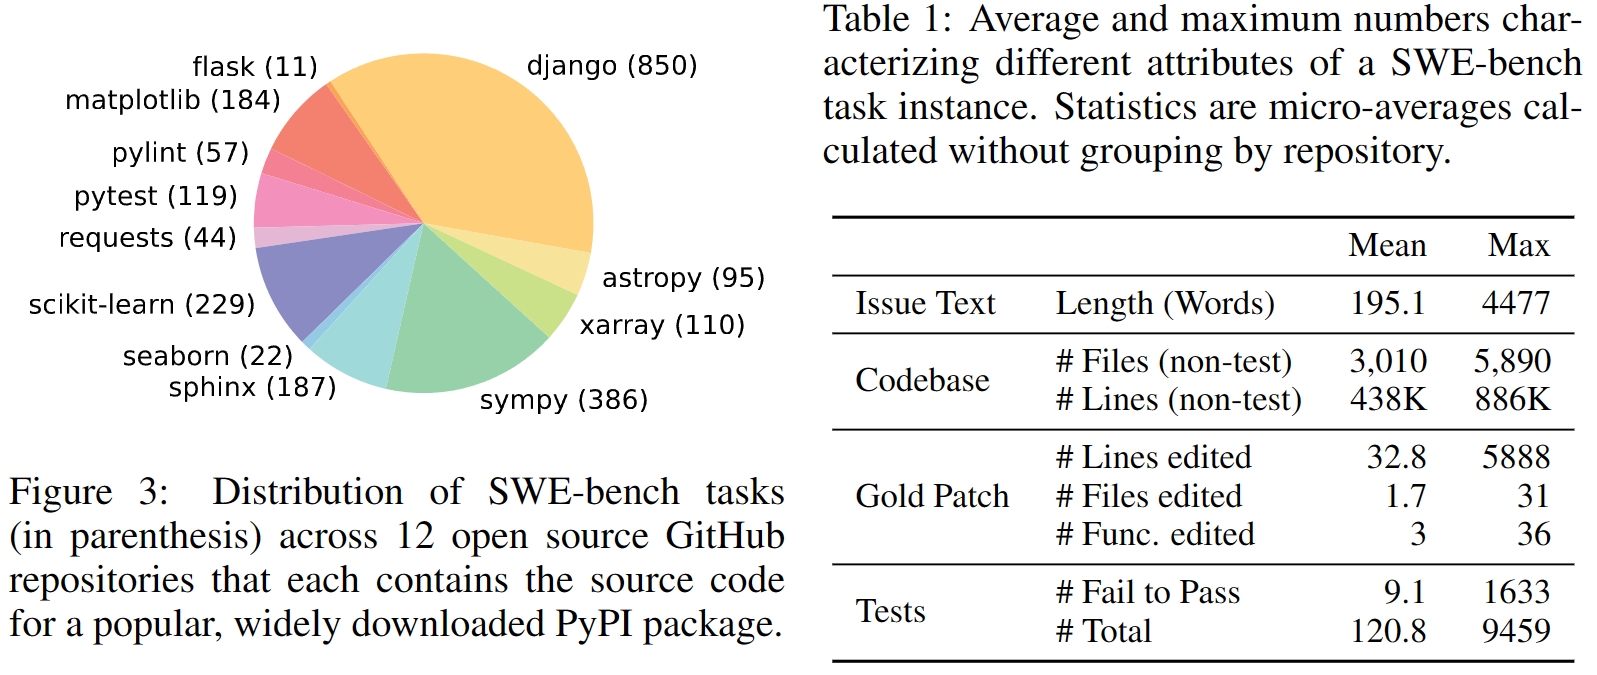 flask (11)
django (850)
matplotlib (184)
pylint (57)
pytest (119)
requests (44)
astropy (95)
scikit-learn (229)
xarray (110)
seaborn (22)
sphinx (187)
sympy (386)
Figure 3: Distribution of SWE-bench tasks
(in parenthesis) across 12 open source GitHub
repositories that each contains the source code
for a popular, widely downloaded PyPI package.
Table 1: Average and maximum numbers char-
acterizing different attributes of a SWE-bench
task instance. Statistics are micro-averages cal-
culated without grouping by repository.
Mean Max
Issue Text Length (Words) 195.1 4477
Codebase
# Files (non-test) 3,010 5,890
# Lines (non-test) 438K 886K
Gold Patch
# Lines edited 32.8 5888
# Files edited 1.7 31
# Func. edited 3 36
Tests
# Fail to Pass 9.1 1633
# Total 120.8 9459